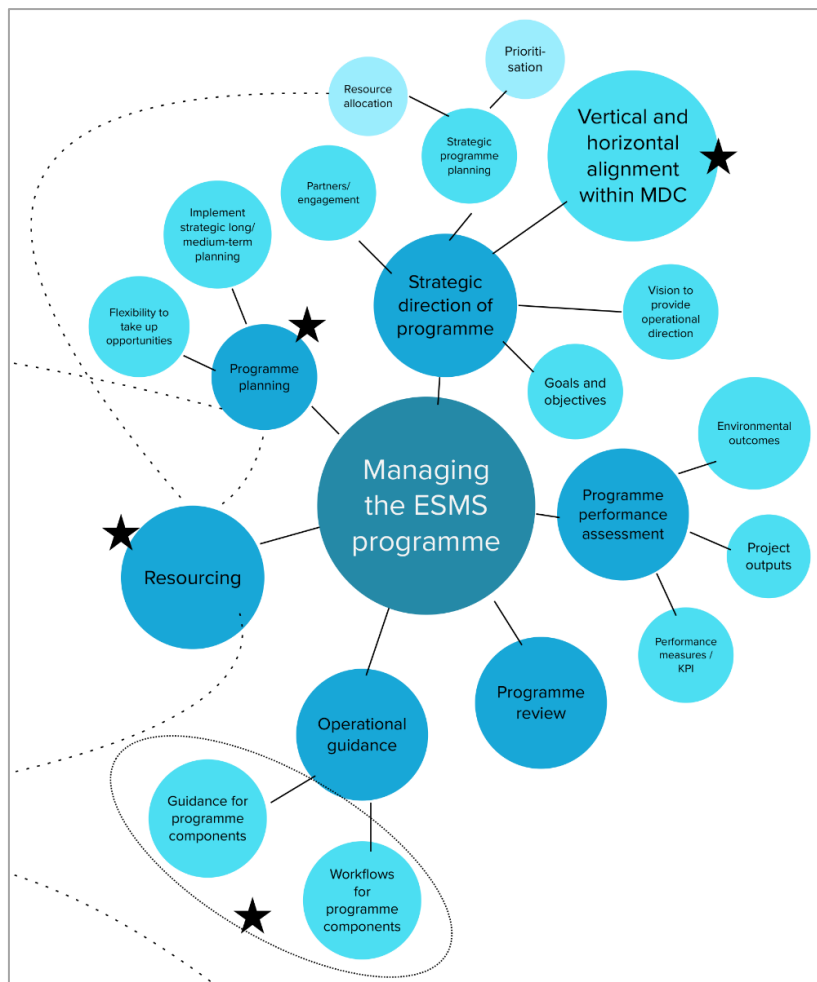 Prioriti-
sation
Resource
allocation
Strategic
programme
planning
Vertical and
horizontal
alignment
within MDC
Partners/
engagement
Implement
strategic long/
medium-term
planning
Strategic
direction of
programme
Vision to
provide
operational
direction
Flexibility to
take up
opportunities
Programme
planning
Goals and
objectives
Environmental
outcomes
Managing
the ESMS
programme
Programme
performance
assessment
Project
outputs
Resourcing
Performance
measures /
KPI
Programme
review
Operational
guidance
Guidance for
programme
components
Workflows
for
programme
components